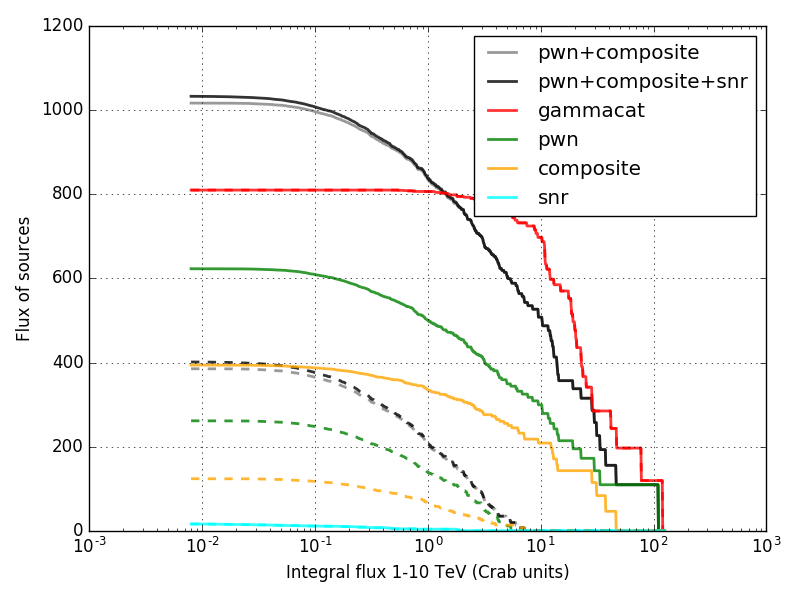 1200
1000
800
600
400
200
0
Flux of sources
pwn+composite
pwn+composite+snr
gammacat
pwn
composite
snr
10⁻³ 10⁻² 10⁻¹ 10⁰ 10¹ 10² 10³
Integral flux 1-10 TeV (Crab units)